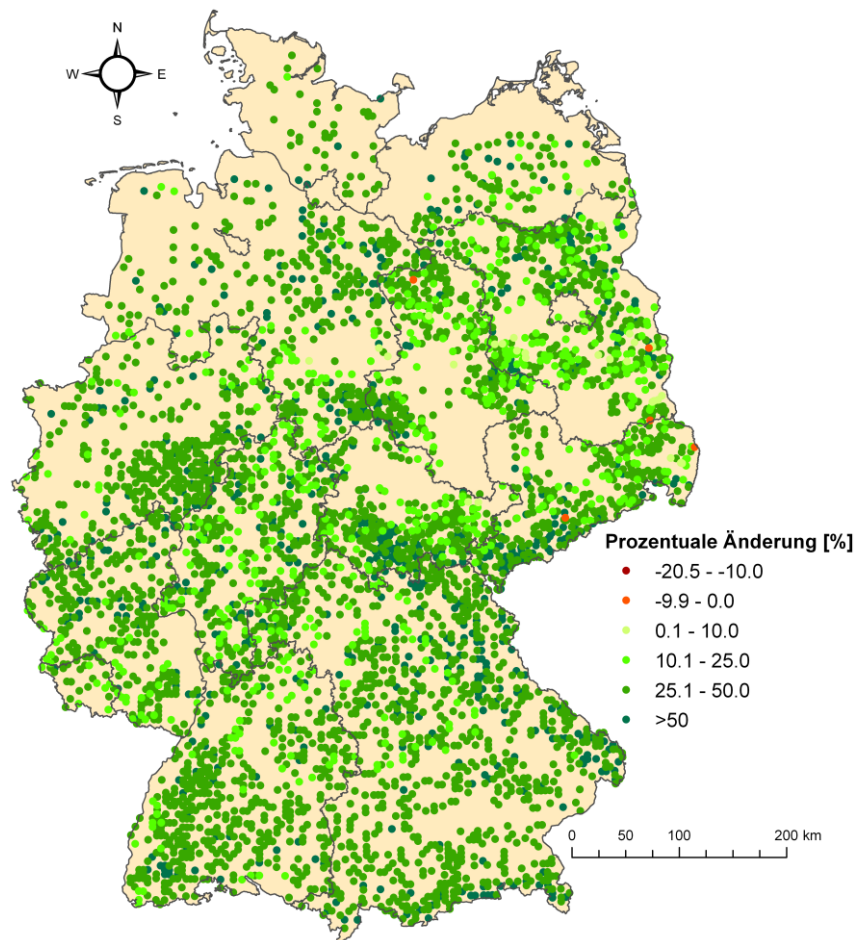 N
W E
S
Prozentuale Änderung [%]
-20.5 - -10.0
-9.9 - 0.0
0.1 - 10.0
10.1 - 25.0
25.1 - 50.0
>50
0 50 100 200 km